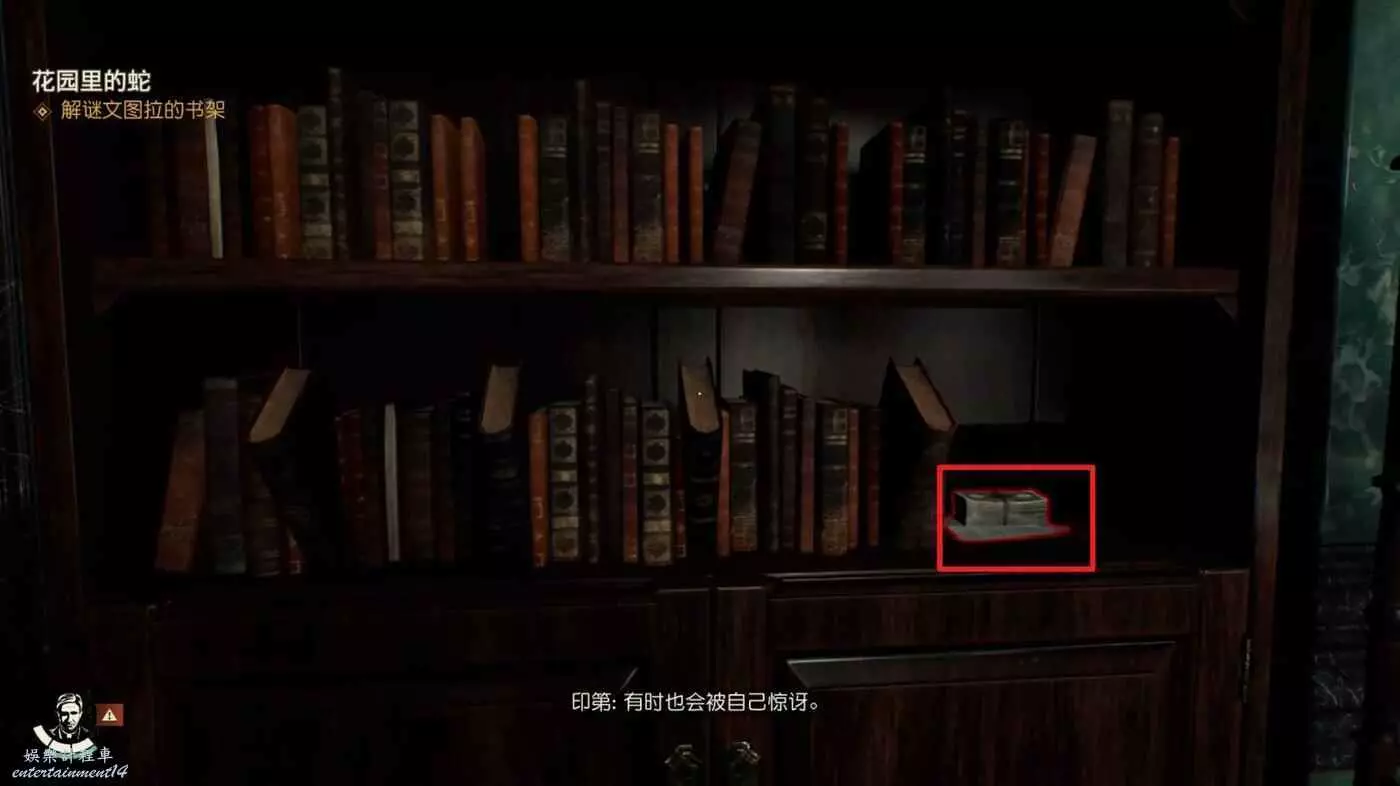 花园里的蛇
解谜文图拉的书架
印第: 有时也会被自己惊讶。
娛樂計程車
entertainment14